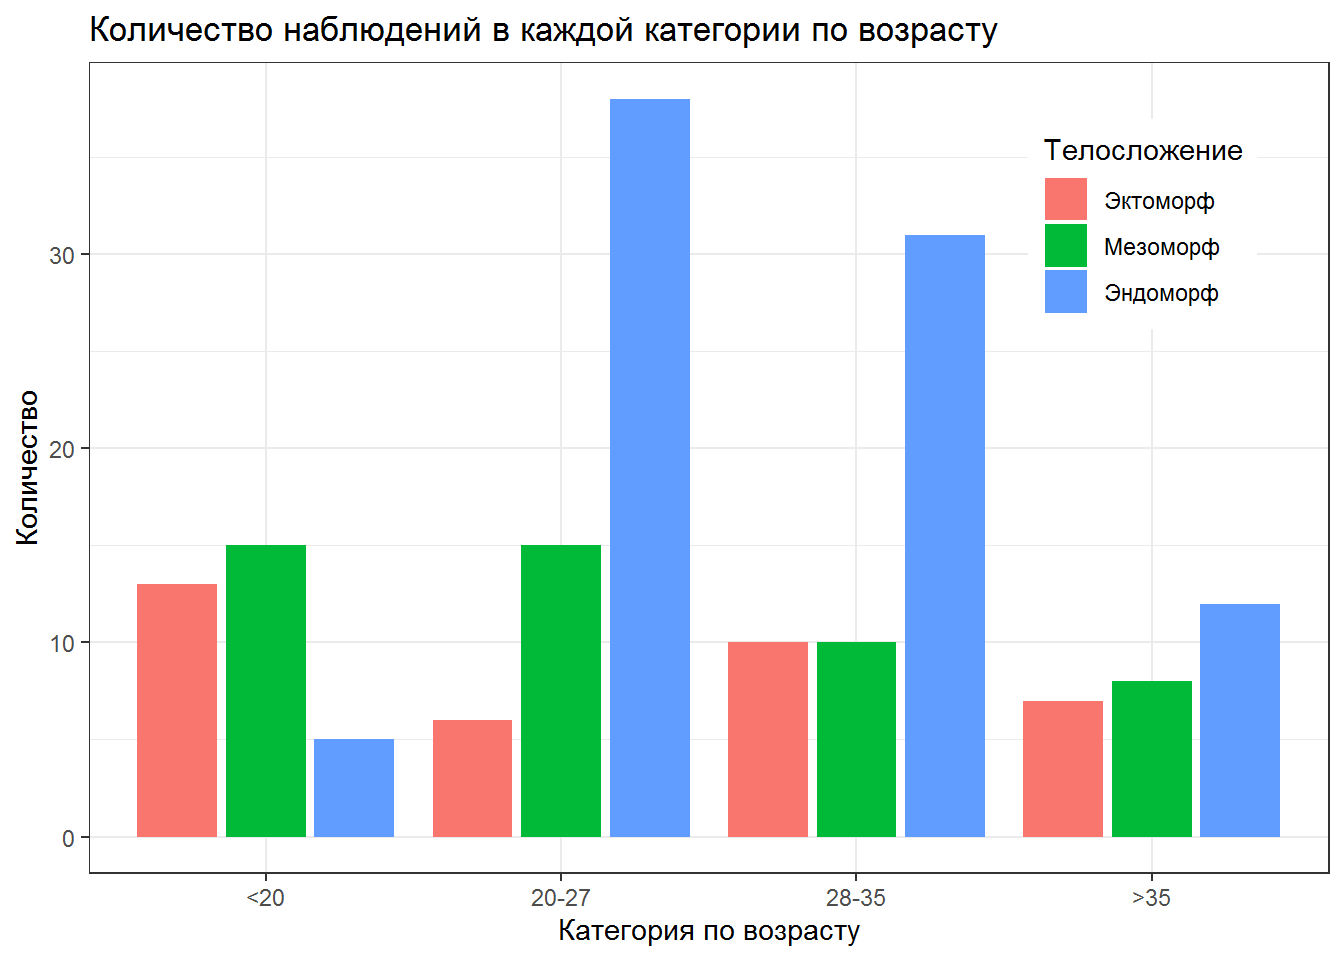 Количество наблюдений в каждой категории по возрасту
Телосложение
Эктоморф
Мезоморф
Эндоморф
Количество
30
20
10
0
<20
20-27
28-35
>35
Категория по возрасту